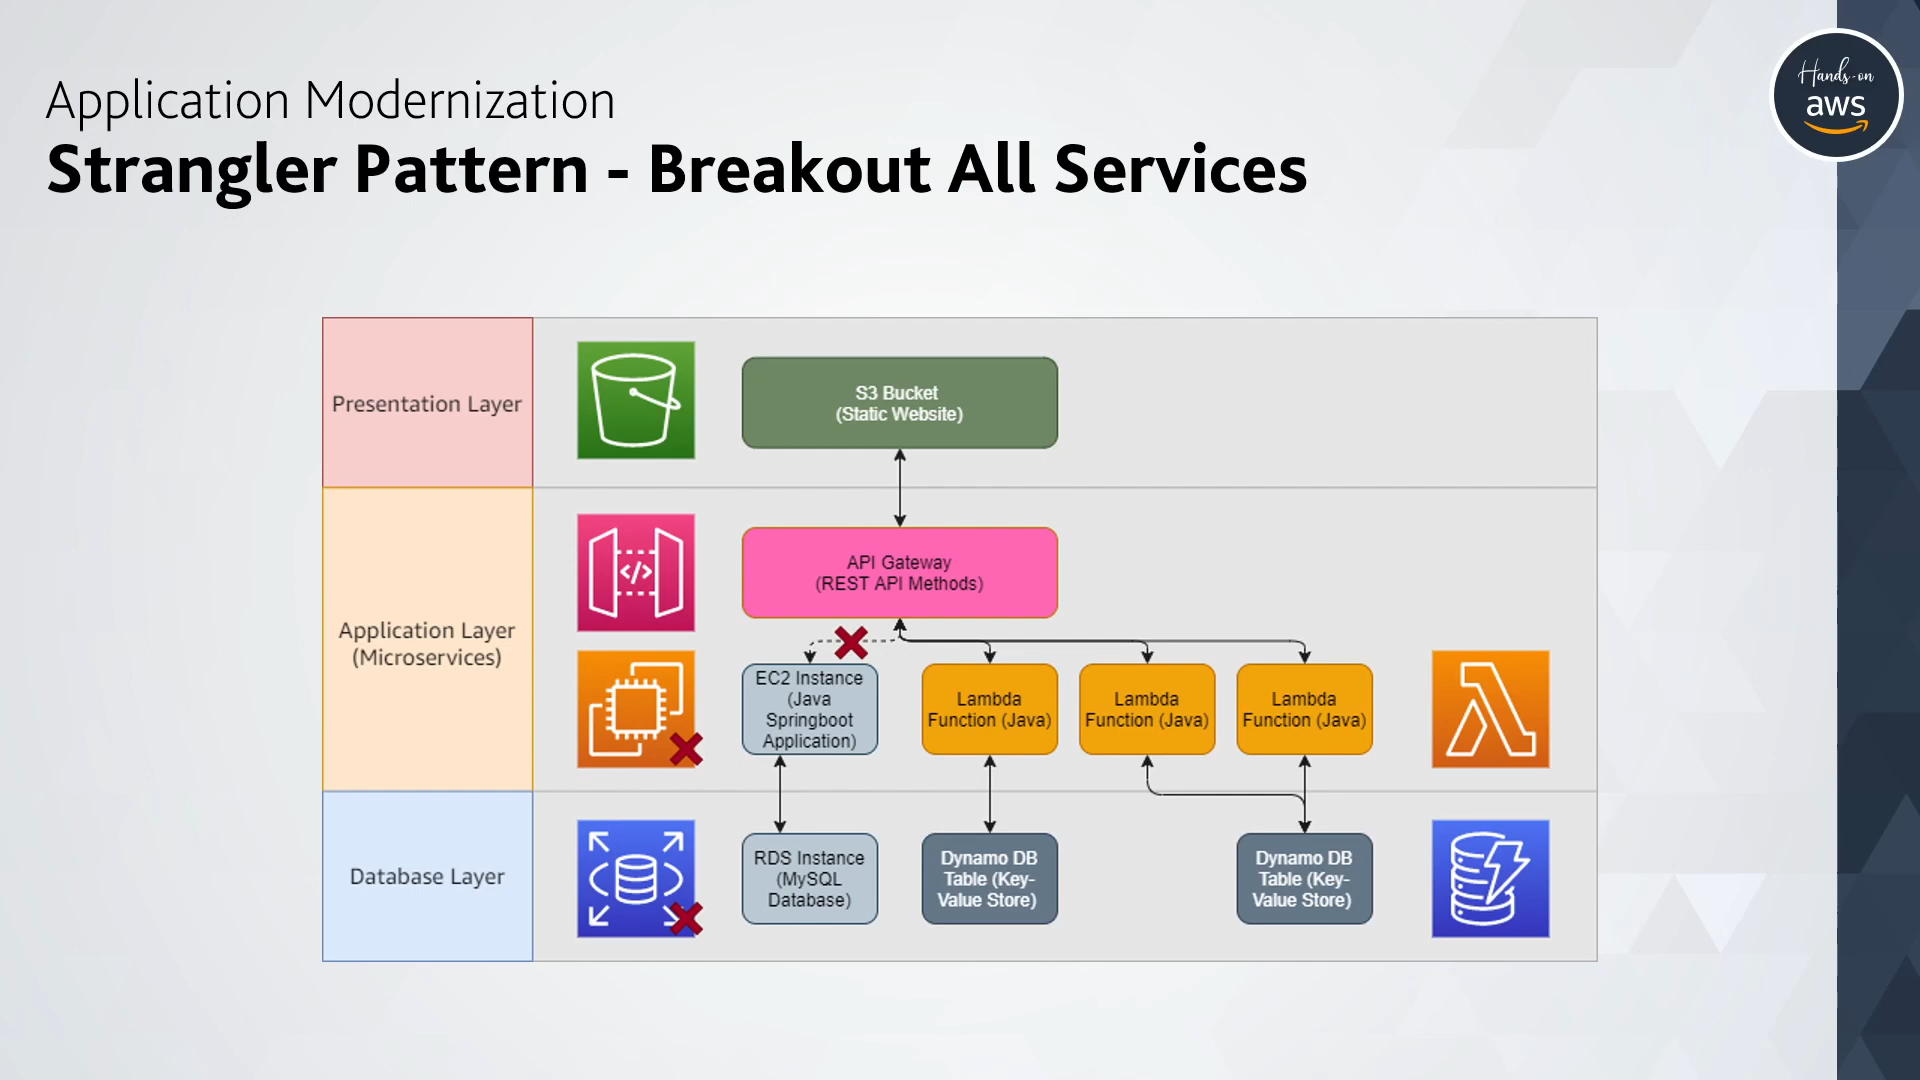 Application Modernization
Strangler Pattern - Breakout All Services
Hands-on
aws
Presentation Layer
S3 Bucket
(Static Website)
Application Layer
(Microservices)
API Gateway
(REST API Methods)
</>
EC2 Instance
(Java
Springboot
Application)
Lambda
Function (Java)
Lambda
Function (Java)
Lambda
Function (Java)
Database Layer
RDS Instance
(MySQL
Database)
Dynamo DB
Table (Key-
Value Store)
Dynamo DB
Table (Key-
Value Store)